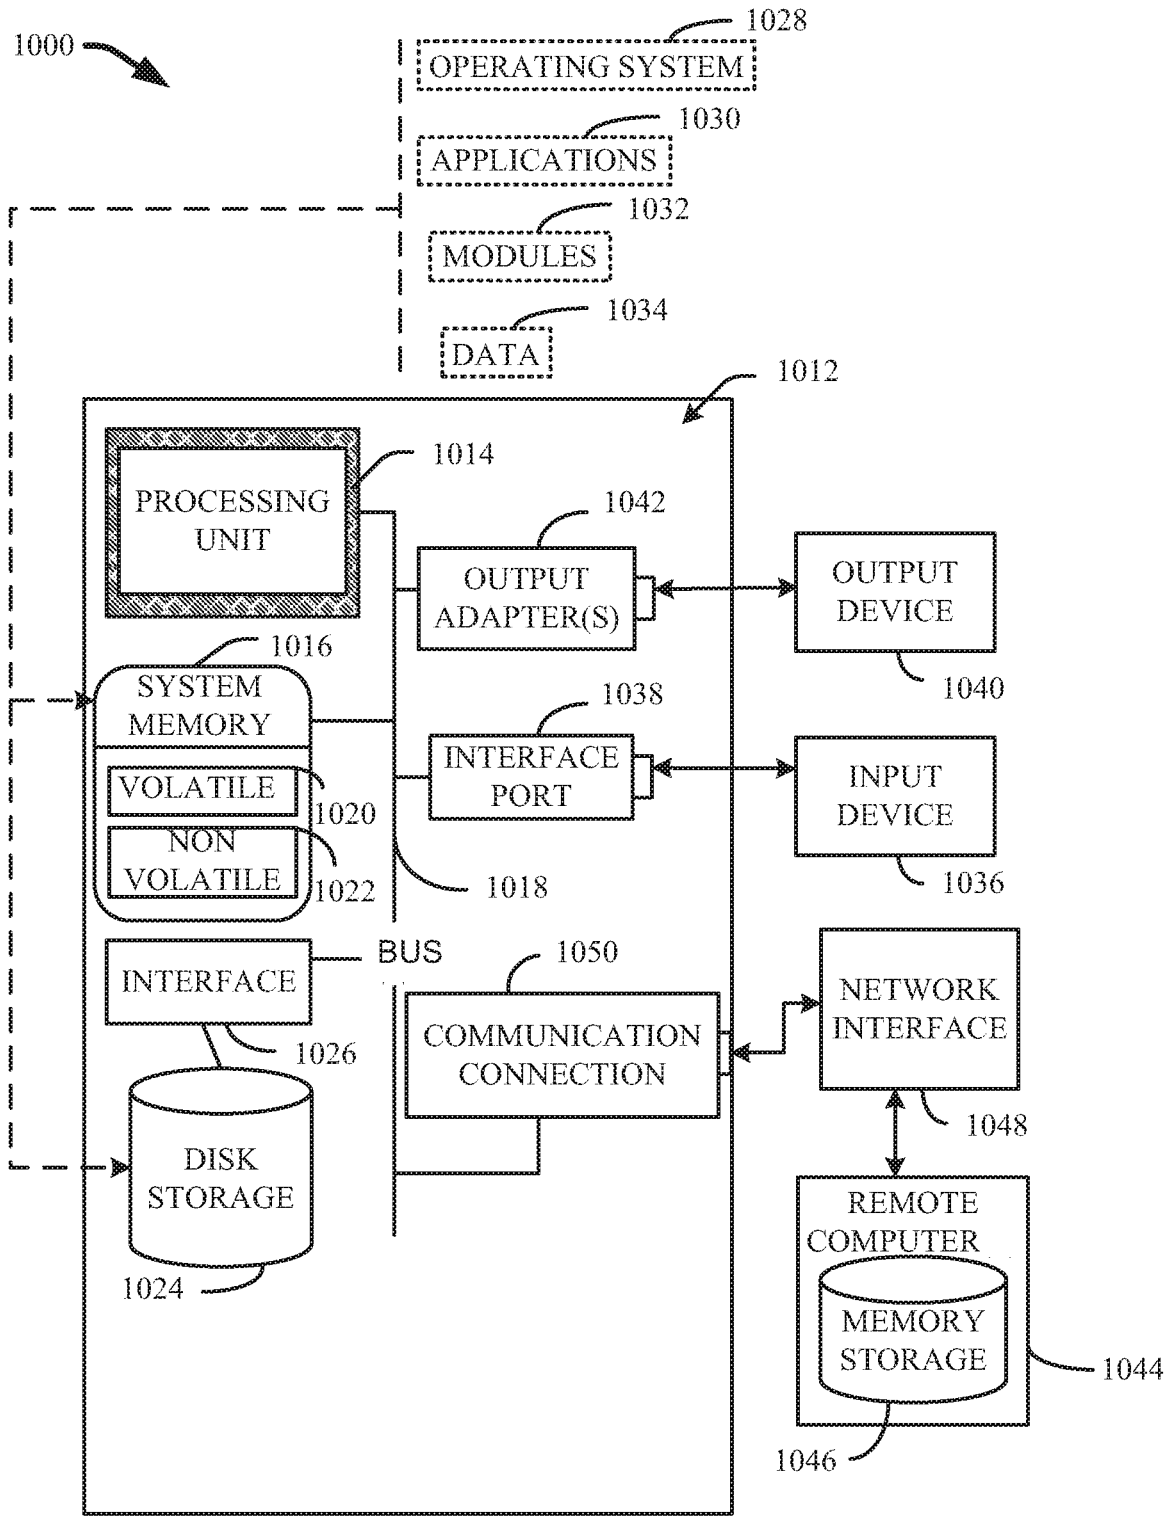 1000
1028
OPERATING SYSTEM
1030
APPLICATIONS
1032
MODULES
1034
DATA
1012
1014
PROCESSING
UNIT
1042
OUTPUT
ADAPTER(S)
OUTPUT
DEVICE
1040
1016
SYSTEM
MEMORY
VOLATILE
1020
NON
VOLATILE
1022
1038
INTERFACE
PORT
INPUT
DEVICE
1036
1018
BUS
INTERFACE
1026
1050
COMMUNICATION
CONNECTION
NETWORK
INTERFACE
1048
DISK
STORAGE
1024
REMOTE
COMPUTER
MEMORY
STORAGE
1044
1046